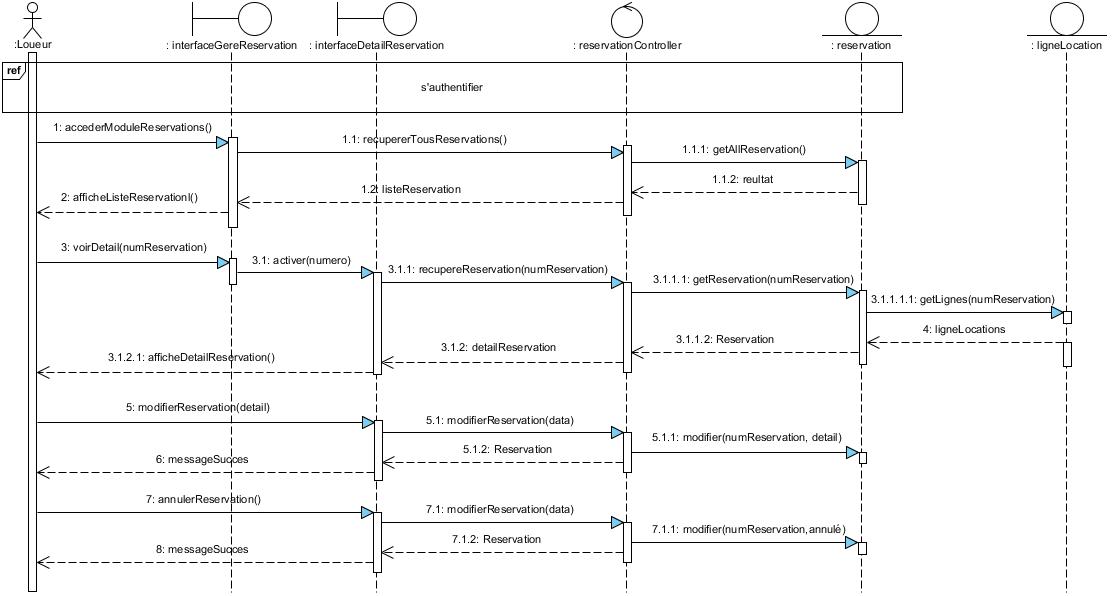 :Loueur
: interfaceGereReservation
: interfaceDetailReservation
: reservationController
: reservation
: ligneLocation
ref
s'authentifier
1: accederModuleReservations()
1.1: recupererTousReservations()
1.1.1: getAllReservation()
1.1.2: reultat
1.2: listeReservation
2: afficheListeReservationl()
3: voirDetail(numReservation)
3.1: activer(numero)
3.1.1: recupereReservation(numReservation)
3.1.1.1: getReservation(numReservation)
3.1.1.1.1: getLignes(numReservation)
4: ligneLocations
3.1.1.2: Reservation
3.1.2: detailReservation
3.1.2.1: afficheDetailReservation()
5: modifierReservation(detail)
5.1: modifierReservation(data)
5.1.1: modifier(numReservation, detail)
5.1.2: Reservation
6: messageSucces
7: annulerReservation()
7.1: modifierReservation(data)
7.1.1: modifier(numReservation,annulé)
7.1.2: Reservation
8: messageSucces